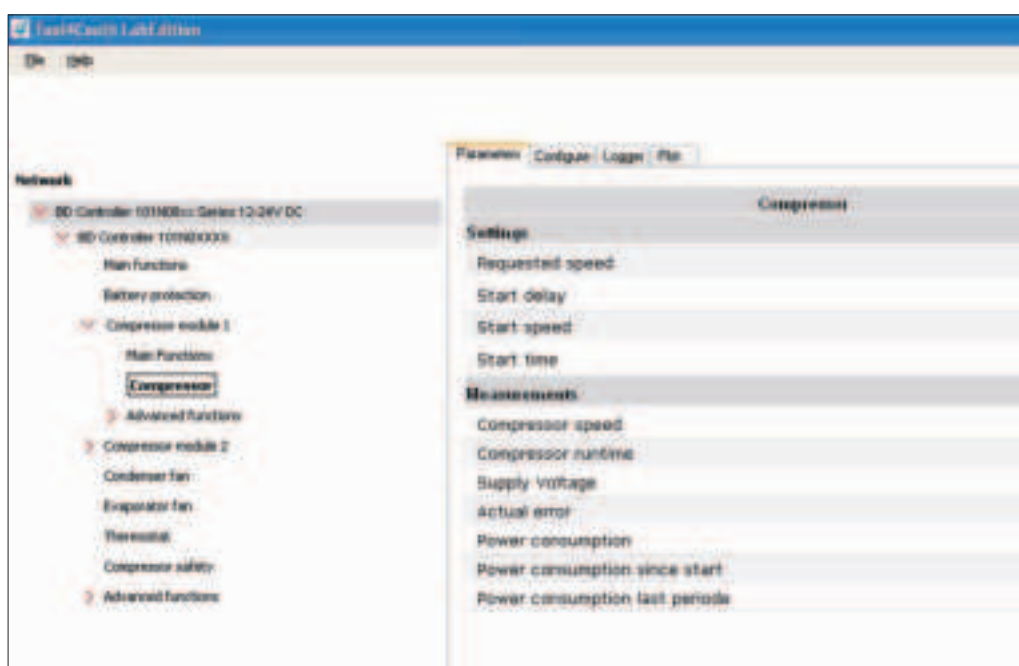 Tool4Cool® LabEdition
File Help
Parameters Configure Logger Plot
Network
BD Controller 101N08xx Series 12-24V DC
BD Controller
Main functions
Battery protection
Compressor module 1
Main Functions
Compressor
Advanced functions
Compressor module 2
Condenser fan
Evaporator fan
Thermostat
Compressor safety
Advanced functions
Compressor
Settings
Requested speed
Start delay
Start speed
Start time
Measurements
Compressor speed
Compressor runtime
Supply Voltage
Actual error
Power consumption
Power consumption since start
Power consumption last periode